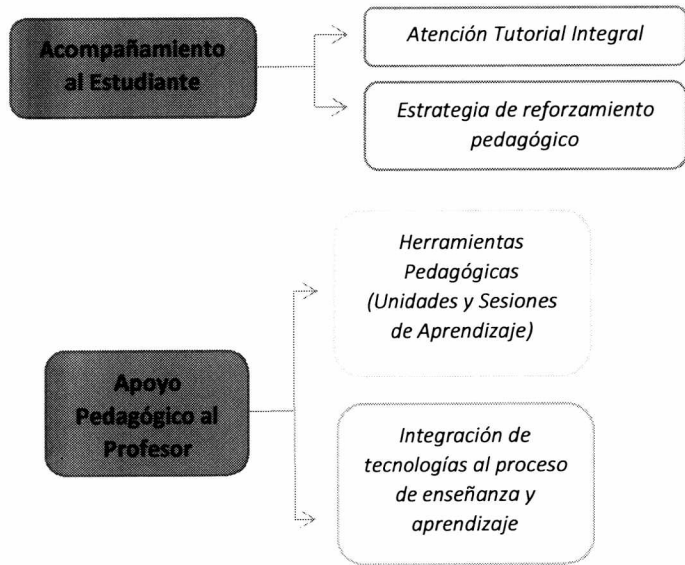 Acompañamiento
al Estudiante
Atención Tutorial Integral
Estrategia de reforzamiento
pedagógico
Herramientas
Pedagógicas
(Unidades y Sesiones
de Aprendizaje)
Apoyo
Pedagógico al
Profesor
Integración de
tecnologías al proceso
de enseñanza y
aprendizaje